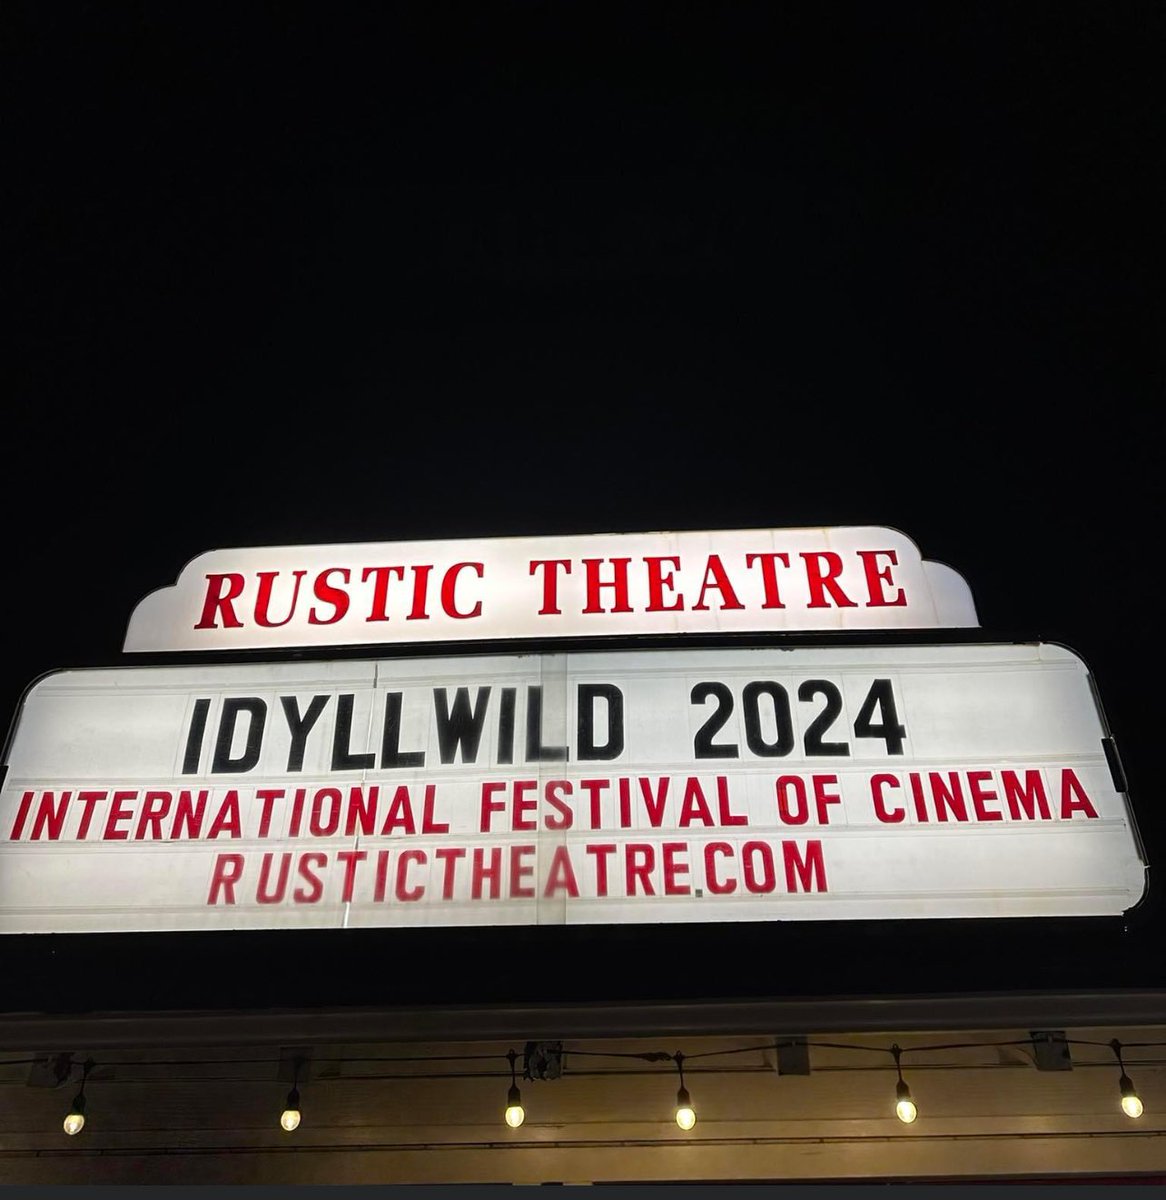 RUSTIC THEATRE
IDYLLWILD 2024
INTERNATIONAL FESTIVAL OF CINEMA
RUSTICTHEATRE.COM